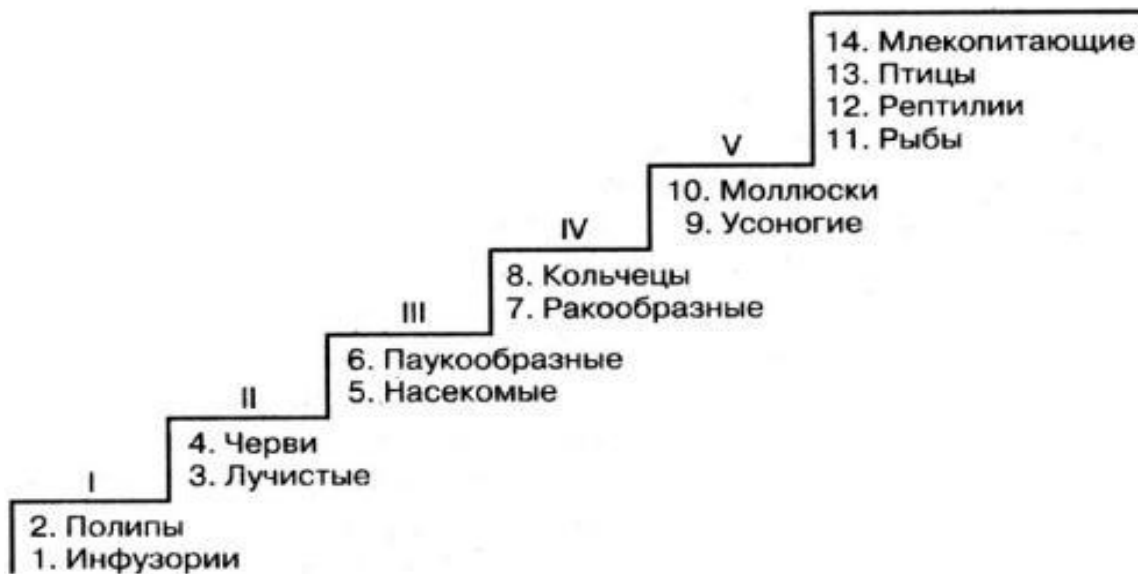 14. Млекопитающие
13. Птицы
12. Рептилии
11. Рыбы
V
10. Моллюски
9. Усоногие
IV
8. Кольчецы
7. Ракообразные
III
6. Паукообразные
5. Насекомые
II
4. Черви
3. Лучистые
I
2. Полипы
1. Инфузории